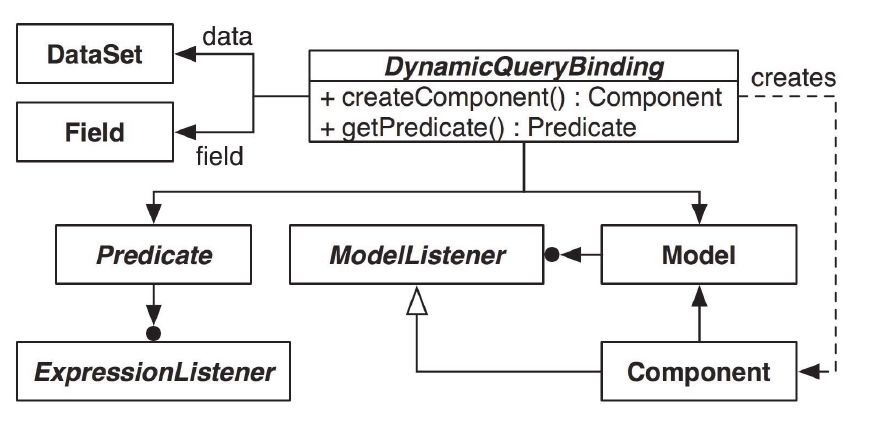 data
DataSet
DynamicQueryBinding
creates
+ createComponent() : Component
Field
+ getPredicate() : Predicate
field
Predicate
ModelListener
Model
ExpressionListener
Component